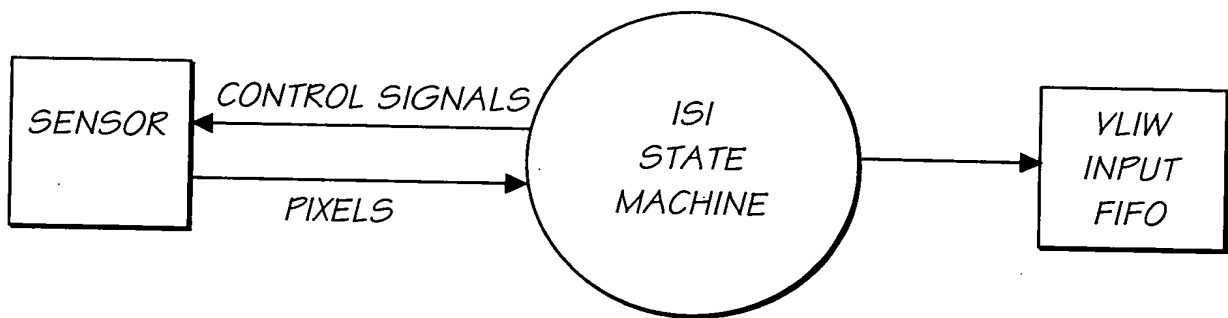 SENSOR
CONTROL SIGNALS
PIXELS
ISI
STATE
MACHINE
VLIW
INPUT
FIFO